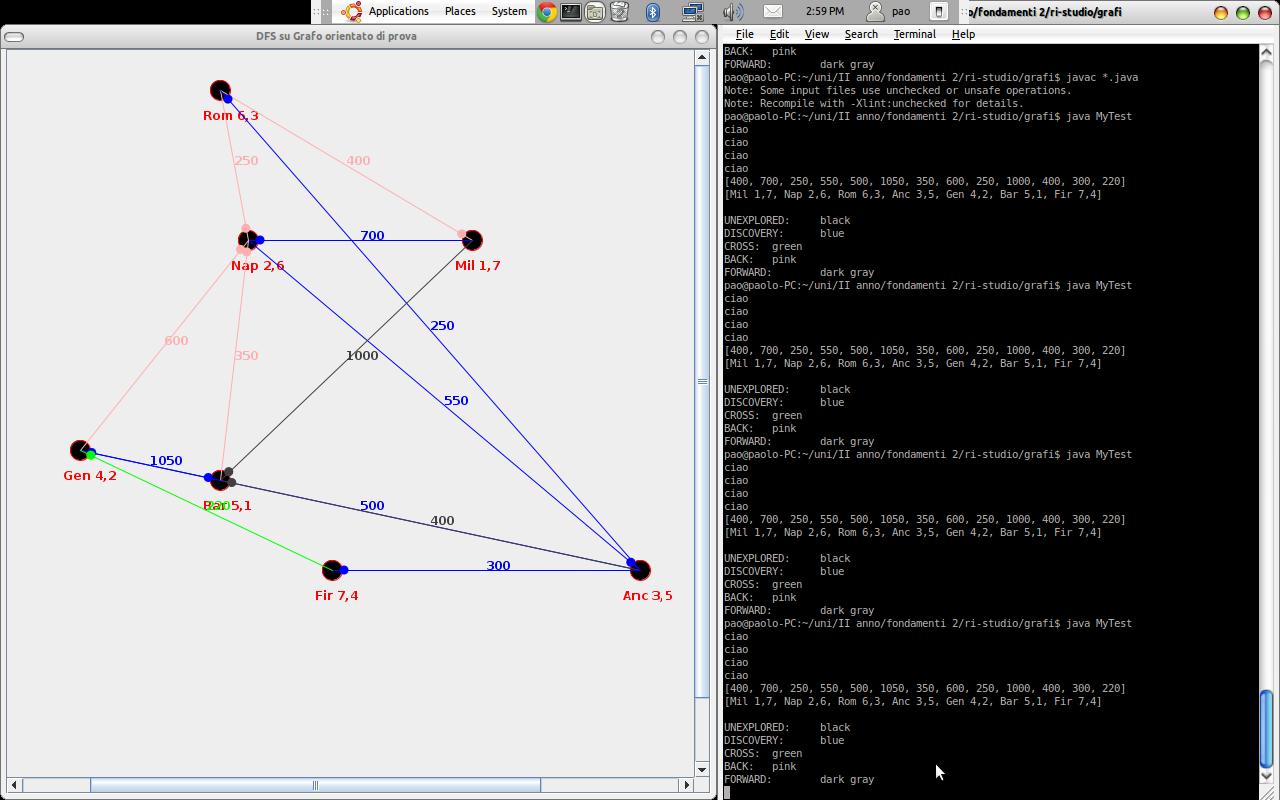 Applications Places System 2:59 PM pao
o/fondamenti 2/ri-studio/grafi
DFS su Grafo orientato di prova
Rom 6,3
250
400
700
Nap 2,6
Mil 1,7
250
600
350
1000
550
Gen 4,2
1050
Bar 5,1
220
500
400
300
Fir 7,4
Anc 3,5
File Edit View Search Terminal Help
BACK: pink
FORWARD: dark gray
pao@paolo-PC:~/uni/II anno/fondamenti 2/ri-studio/grafi$ javac *.java
Note: Some input files use unchecked or unsafe operations.
Note: Recompile with -Xlint:unchecked for details.
pao@paolo-PC:~/uni/II anno/fondamenti 2/ri-studio/grafi$ java MyTest
ciao
ciao
ciao
ciao
[400, 700, 250, 550, 500, 1050, 350, 600, 250, 1000, 400, 300, 220]
[Mil 1,7, Nap 2,6, Rom 6,3, Anc 3,5, Gen 4,2, Bar 5,1, Fir 7,4]
UNEXPLORED: black
DISCOVERY: blue
CROSS: green
BACK: pink
FORWARD: dark gray
pao@paolo-PC:~/uni/II anno/fondamenti 2/ri-studio/grafi$ java MyTest
ciao
ciao
ciao
ciao
[400, 700, 250, 550, 500, 1050, 350, 600, 250, 1000, 400, 300, 220]
[Mil 1,7, Nap 2,6, Rom 6,3, Anc 3,5, Gen 4,2, Bar 5,1, Fir 7,4]
UNEXPLORED: black
DISCOVERY: blue
CROSS: green
BACK: pink
FORWARD: dark gray
pao@paolo-PC:~/uni/II anno/fondamenti 2/ri-studio/grafi$ java MyTest
ciao
ciao
ciao
ciao
[400, 700, 250, 550, 500, 1050, 350, 600, 250, 1000, 400, 300, 220]
[Mil 1,7, Nap 2,6, Rom 6,3, Anc 3,5, Gen 4,2, Bar 5,1, Fir 7,4]
UNEXPLORED: black
DISCOVERY: blue
CROSS: green
BACK: pink
FORWARD: dark gray
pao@paolo-PC:~/uni/II anno/fondamenti 2/ri-studio/grafi$ java MyTest
ciao
ciao
ciao
ciao
[400, 700, 250, 550, 500, 1050, 350, 600, 250, 1000, 400, 300, 220]
[Mil 1,7, Nap 2,6, Rom 6,3, Anc 3,5, Gen 4,2, Bar 5,1, Fir 7,4]
UNEXPLORED: black
DISCOVERY: blue
CROSS: green
BACK: pink
FORWARD: dark gray